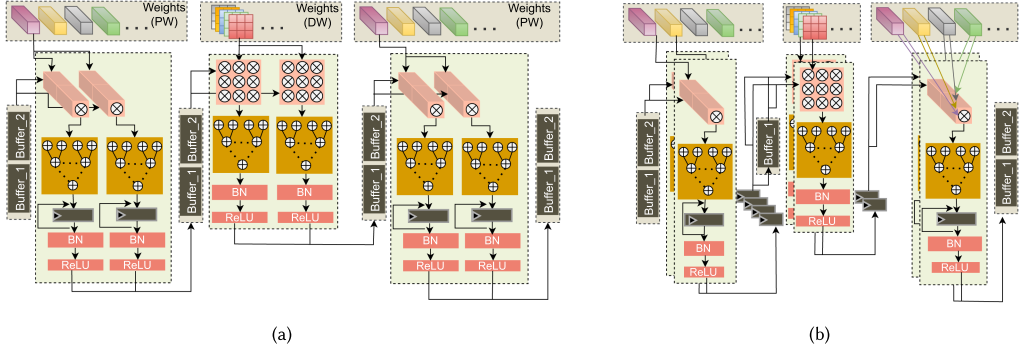 Weights
(PW)
...
Weights
(DW)
...
Weights
(PW)
...
...
...
...
Buffer_2
Buffer_1
BN
ReLU
BN
ReLU
Buffer_2
Buffer_1
BN
ReLU
BN
ReLU
Buffer_2
Buffer_1
BN
ReLU
BN
ReLU
Buffer_2
Buffer_1
Buffer_2
Buffer_1
BN
ReLU
Buffer_1
BN
ReLU
BN
ReLU
Buffer_2
Buffer_1
(a)
(b)